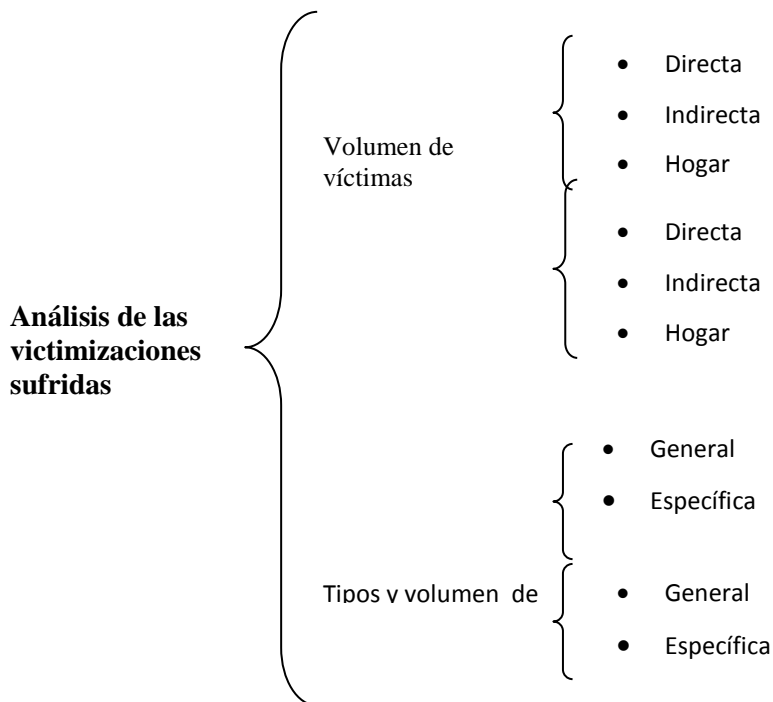 Análisis de las
victimizaciones
sufridas
Volumen de
víctimas
• Directa
• Indirecta
• Hogar
• Directa
• Indirecta
• Hogar
Tipos y volumen de
• General
• Específica
• General
• Específica